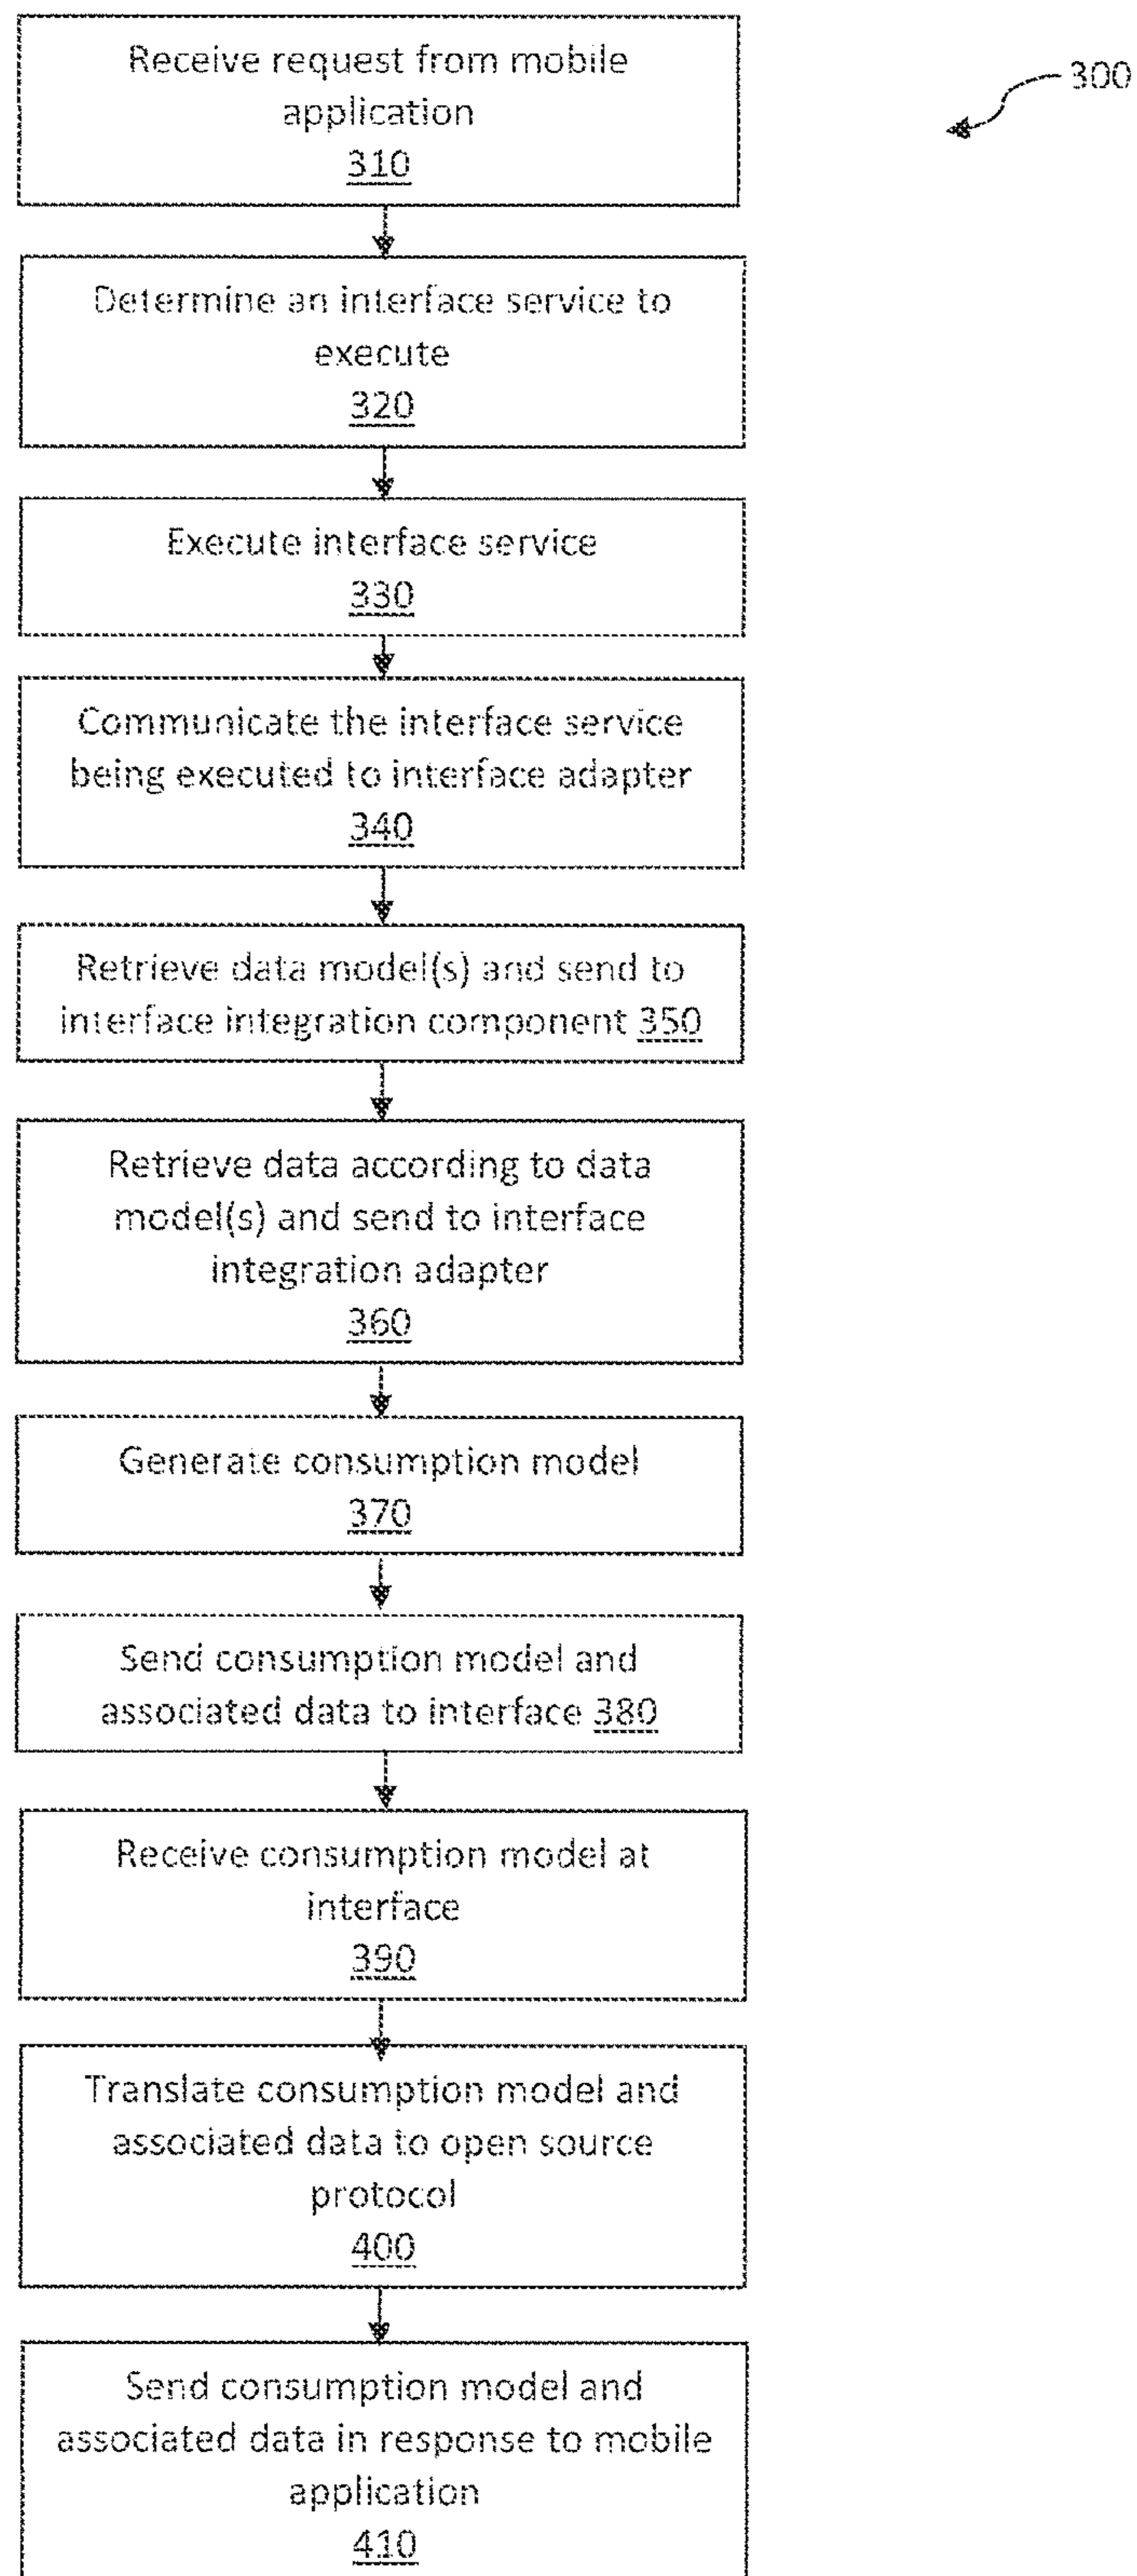 Receive request from mobile
application
310
300
Determine an interface service to
execute
320
Execute interface service
330
Communicate the interface service
being executed to interface adapter
340
Retrieve data model(s) and send to
interface integration component 350
Retrieve data according to data
model(s) and send to interface
integration adapter
360
Generate consumption model
370
Send consumption model and
associated data to interface 380
Receive consumption model at
interface
390
Translate consumption model and
associated data to open source
protocol
400
Send consumption model and
associated data in response to mobile
application
410